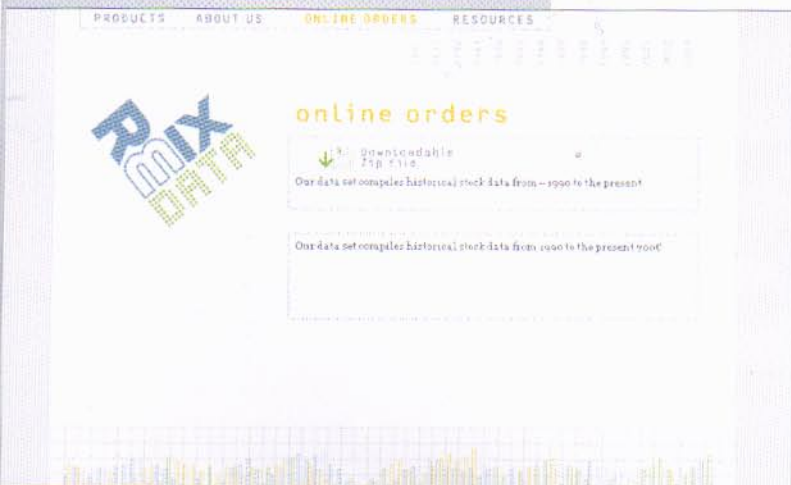 PRODUCTS ABOUT US ONLINE ORDERS RESOURCES
RMIX
DATA
online orders
Downloadable
Zip file
Our data set compiles historical stock data from – 1990 to the present
Our data set compiles historical stock data from 1990 to the present